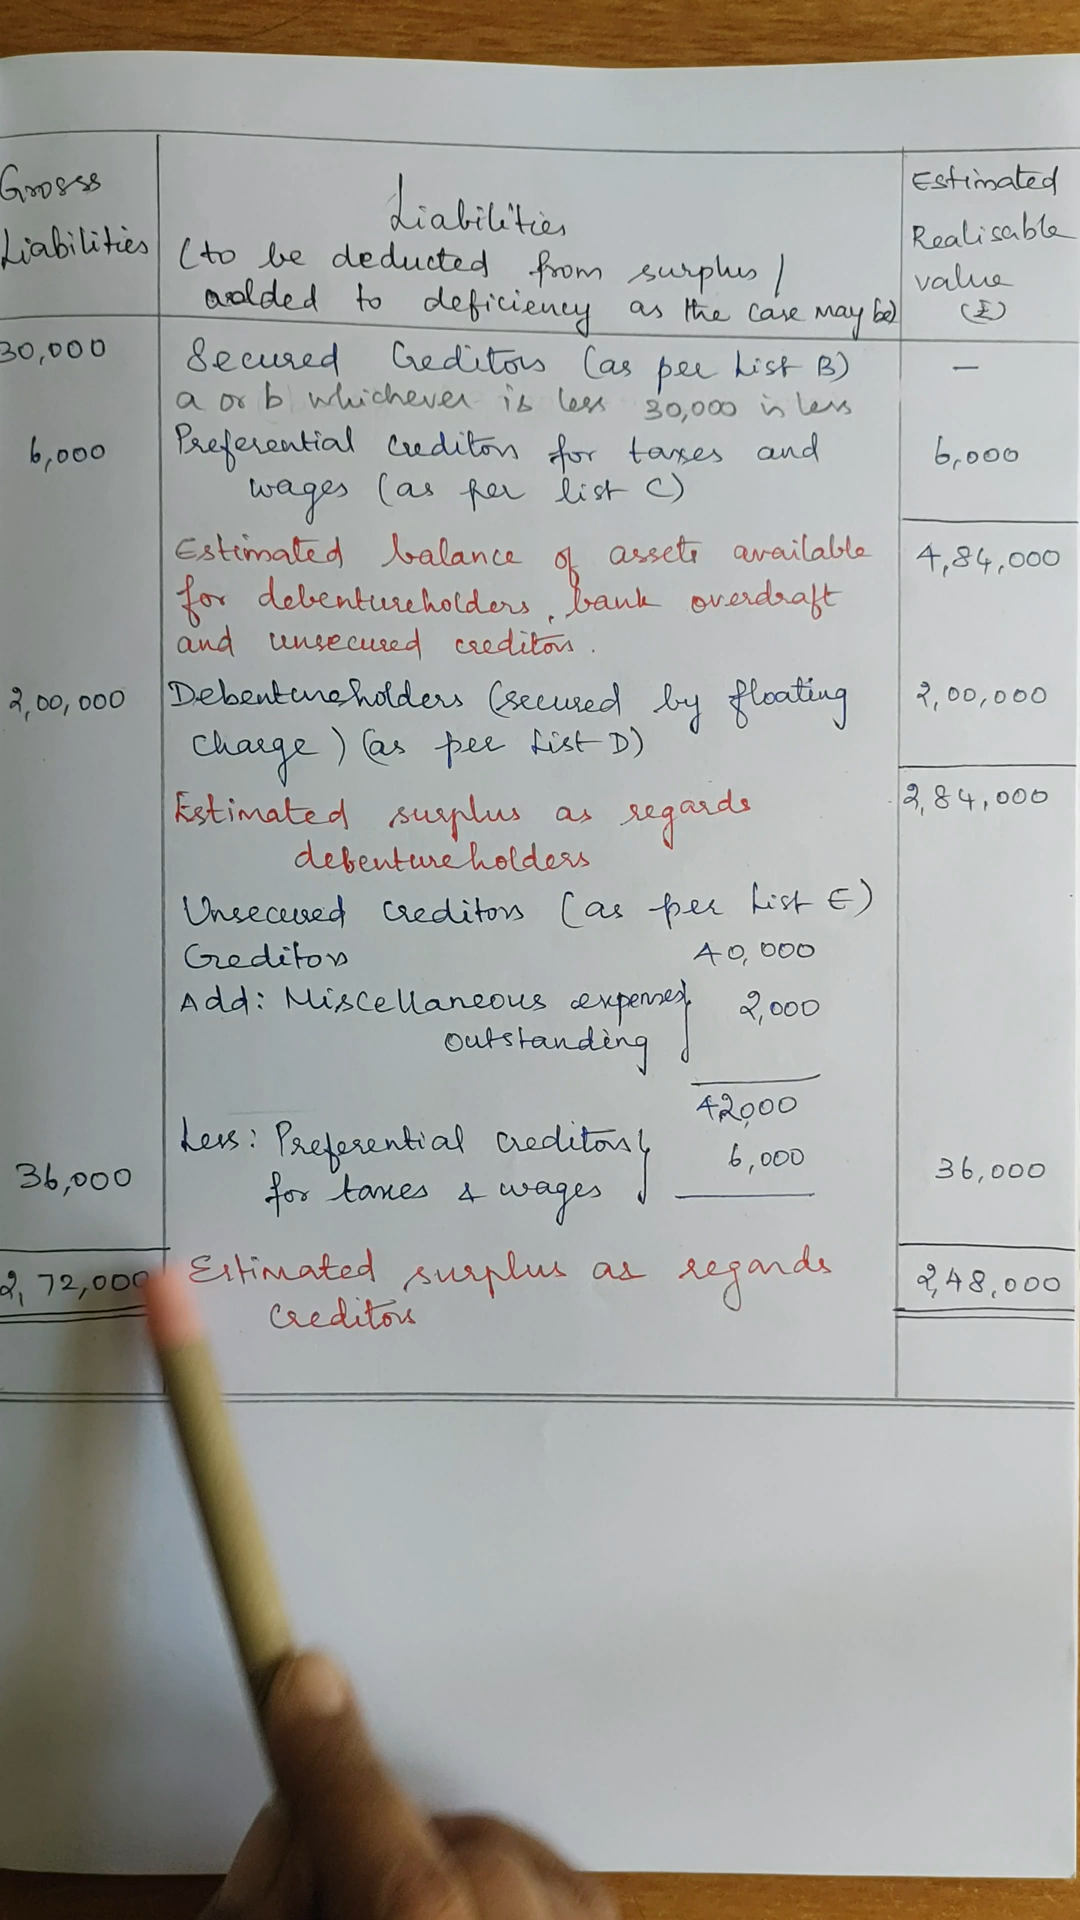 Grosss
Liabilities
Liabilities
(to be deducted from surplus /
added to deficiency as the case may be)
Estimated
Realisable
value
(₹)
30,000 Secured Creditors (as per List B) —
a or b whichever is less 30,000 is less
6,000 Preferential creditors for taxes and 6,000
wages (as per list C)
Estimated balance of assets available 4,84,000
for debentureholders, bank overdraft
and unsecured creditors.
2,00,000 Debentureholders (secured by floating 2,00,000
charge) (as per List D)
Estimated surplus as regards 2,84,000
debentureholders
Unsecured creditors (as per List E)
Creditors 40,000
Add: Miscellaneous expenses 2,000
outstanding
42,000
Less: Preferential creditors 6,000
36,000 for taxes & wages 36,000
2,72,000 Estimated surplus as regards 2,48,000
Creditors